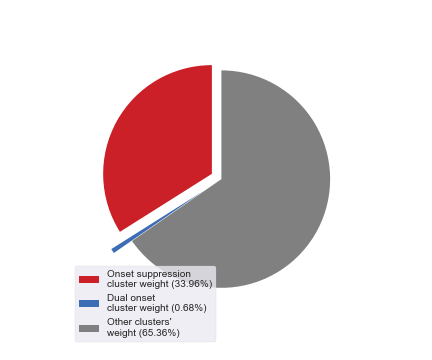 Onset suppression
cluster weight (33.96%)
Dual onset
cluster weight (0.68%)
Other clusters'
weight (65.36%)